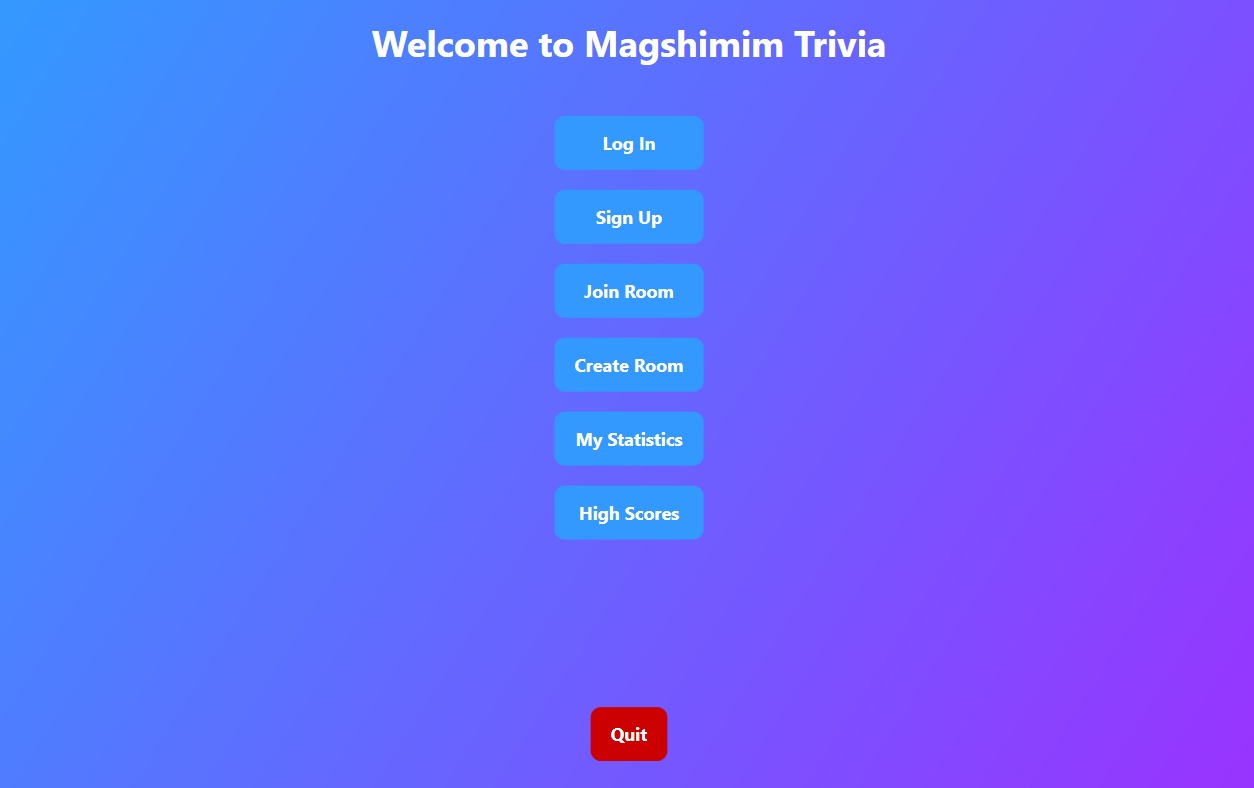 Welcome to Magshimim Trivia
Log In
Sign Up
Join Room
Create Room
My Statistics
High Scores
Quit